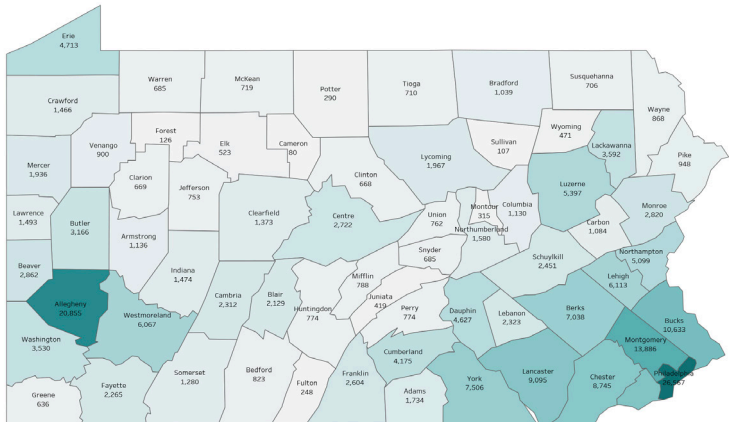 Erie
4,713
Warren
685
McKean
719
Potter
290
Tioga
710
Bradford
1,039
Susquehanna
706
Crawford
1,466
Wayne
868
Forest
126
Elk
523
Cameron
80
Wyoming
471
Lackawanna
3,592
Pike
948
Venango
900
Mercer
1,936
Sullivan
107
Lycoming
1,967
Clarion
669
Clinton
668
Luzerne
5,397
Jefferson
753
Monroe
2,820
Lawrence
1,493
Butler
3,166
Clearfield
1,373
Centre
2,722
Union
762
Montour
315
Columbia
1,130
Carbon
1,084
Armstrong
1,136
Northumberland
1,580
Snyder
685
Northampton
5,099
Beaver
2,862
Indiana
1,474
Schuylkill
2,451
Lehigh
6,113
Mifflin
788
Cambria
2,312
Blair
2,129
Juniata
419
Huntingdon
774
Allegheny
20,855
Westmoreland
6,067
Perry
774
Dauphin
4,627
Lebanon
2,323
Berks
7,038
Bucks
10,633
Washington
3,530
Montgomery
13,886
Cumberland
4,175
Somerset
1,280
Bedford
823
Fulton
248
Franklin
2,604
York
7,506
Lancaster
9,095
Chester
8,745
Philadelphia
26,967
Greene
636
Fayette
2,265
Adams
1,734